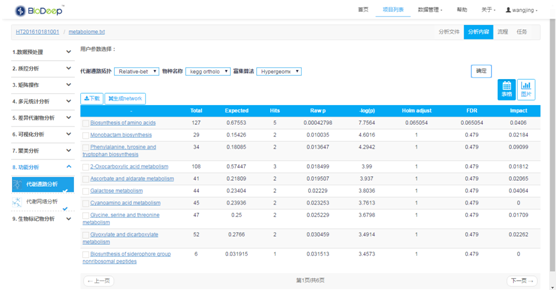 BioDeep
首页 项目列表 数据管理 帮助 关于 wangjing
HT201610181001 / metabolome.txt
分析文件 分析内容 流程 任务
1.数据预处理
2.质控分析
3.矩阵操作
4.多元统计分析
5.差异代谢物分析
6.可视化分析
7.聚类分析
8.功能分析
代谢通路分析
代谢网络分析
9.生物标记物分析
用户参数选择：
代谢通路拓扑 Relative-bet 物种名称 kegg ortholo 富集算法 Hypergeome
确定
下载 生成network
表格 图片
Total Expected Hits Raw p -log(p) Holm adjust FDR Impact
Biosynthesis of amino acids 127 0.67553 5 0.00042796 7.7564 0.065054 0.065054 0.0406
Monobactam biosynthesis 29 0.15426 2 0.010035 4.6016 1 0.479 0.02184
Phenylalanine, tyrosine and tryptophan biosynthesis 34 0.18085 2 0.013647 4.2942 1 0.479 0.09099
2-Oxocarboxylic acid metabolism 108 0.57447 3 0.018499 3.99 1 0.479 0.01812
Ascorbate and aldarate metabolism 41 0.21809 2 0.019507 3.937 1 0.479 0.02065
Galactose metabolism 44 0.23404 2 0.02229 3.8036 1 0.479 0.04064
Cyanoamino acid metabolism 45 0.23936 2 0.023253 3.7613 1 0.479 0
Glycine, serine and threonine metabolism 47 0.25 2 0.025229 3.6798 1 0.479 0.01709
Glyoxylate and dicarboxylate metabolism 52 0.2766 2 0.030459 3.4914 1 0.479 0.02262
Biosynthesis of siderophore group nonribosomal peptides 6 0.031915 1 0.031513 3.4573 1 0.479 0
← 上一页 第1页/共6页 下一页 →